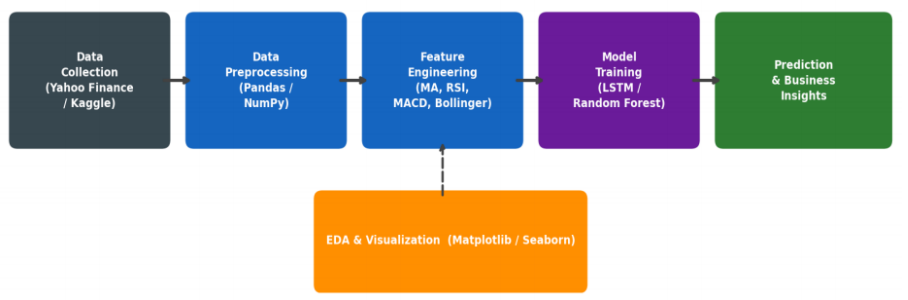 Data
Collection
(Yahoo Finance
/ Kaggle)
Data
Preprocessing
(Pandas /
NumPy)
Feature
Engineering
(MA, RSI,
MACD, Bollinger)
Model
Training
(LSTM /
Random Forest)
Prediction
& Business
Insights
EDA & Visualization  (Matplotlib / Seaborn)